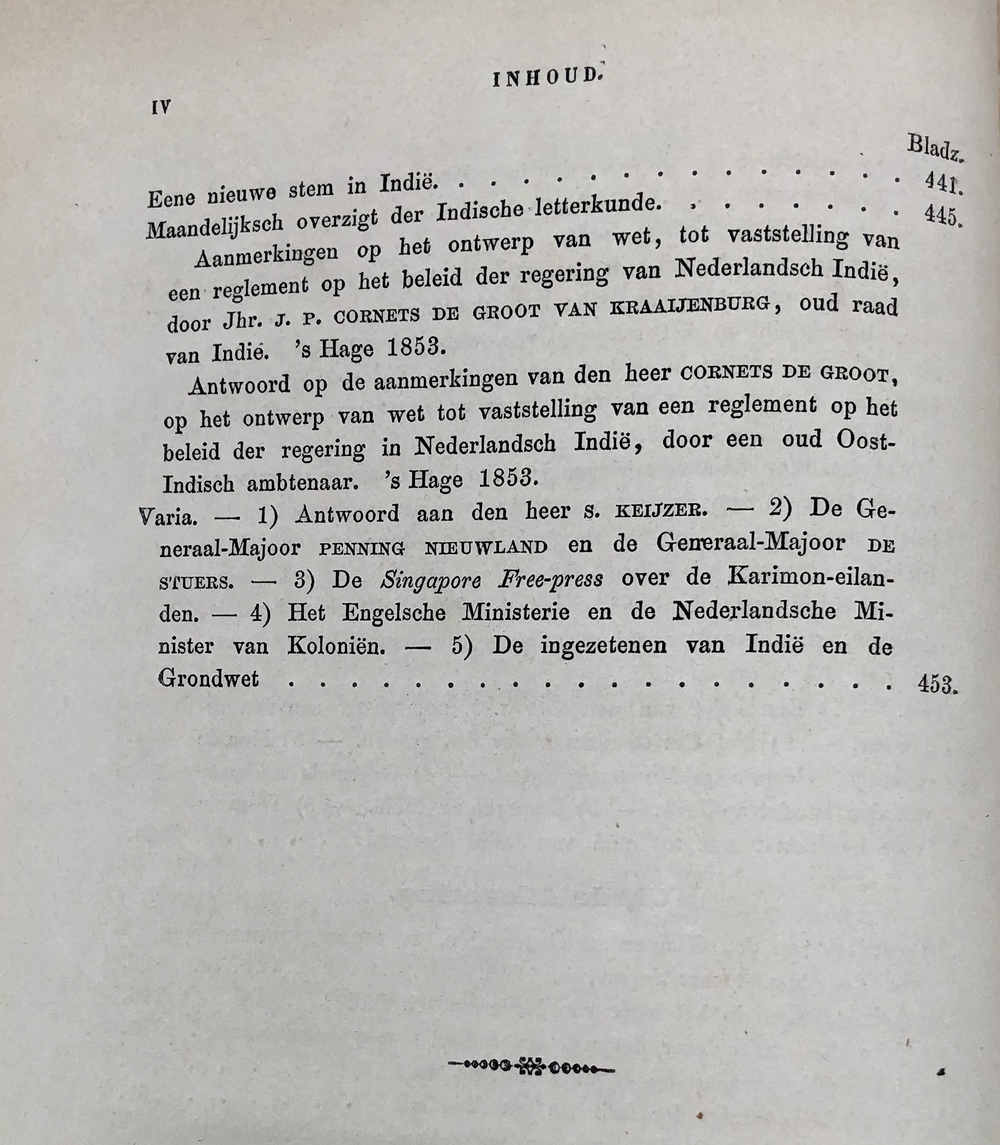 INHOUD.
IV
Bladz.
Eene nieuwe stem in Indië. . . . . . . . . . . . . . . . 441.
Maandelijksch overzigt der Indische letterkunde. . . . . . . . 445.
Aanmerkingen op het ontwerp van wet, tot vaststelling van
een reglement op het beleid der regering van Nederlandsch Indië,
door Jhr. J. P. CORNETS DE GROOT VAN KRAAIJENBURG, oud raad
van Indië. 's Hage 1853.
Antwoord op de aanmerkingen van den heer CORNETS DE GROOT,
op het ontwerp van wet tot vaststelling van een reglement op het
beleid der regering in Nederlandsch Indië, door een oud Oost-
Indisch ambtenaar. 's Hage 1853.
Varia. — 1) Antwoord aan den heer S. KEIJZER. — 2) De Ge-
neraal-Majoor PENNING NIEUWLAND en de Generaal-Majoor DE
STUERS. — 3) De Singapore Free-press over de Karimon-eilan-
den. — 4) Het Engelsche Ministerie en de Nederlandsche Mi-
nister van Koloniën. — 5) De ingezetenen van Indië en de
Grondwet . . . . . . . . . . . . . . . . . . . . 453.